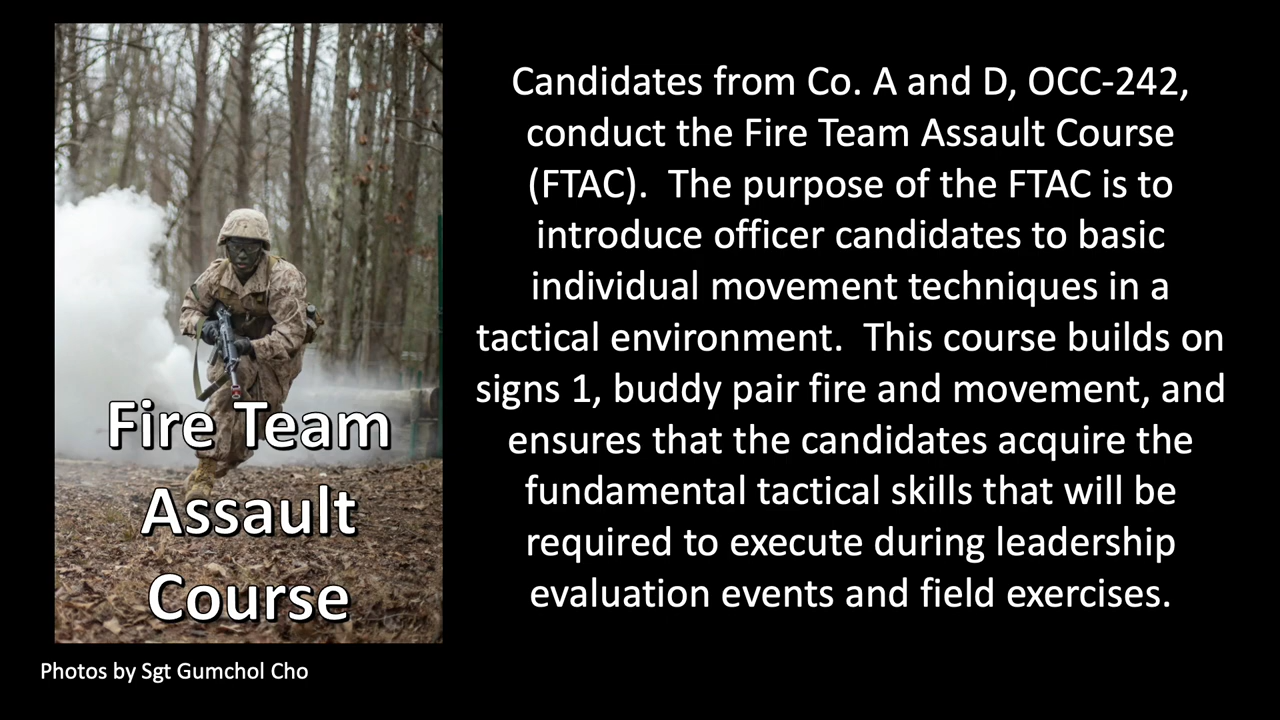 Fire Team
Assault
Course
Photos by Sgt Gumchol Cho
Candidates from Co. A and D, OCC-242,
conduct the Fire Team Assault Course
(FTAC).  The purpose of the FTAC is to
introduce officer candidates to basic
individual movement techniques in a
tactical environment.  This course builds on
signs 1, buddy pair fire and movement, and
ensures that the candidates acquire the
fundamental tactical skills that will be
required to execute during leadership
evaluation events and field exercises.